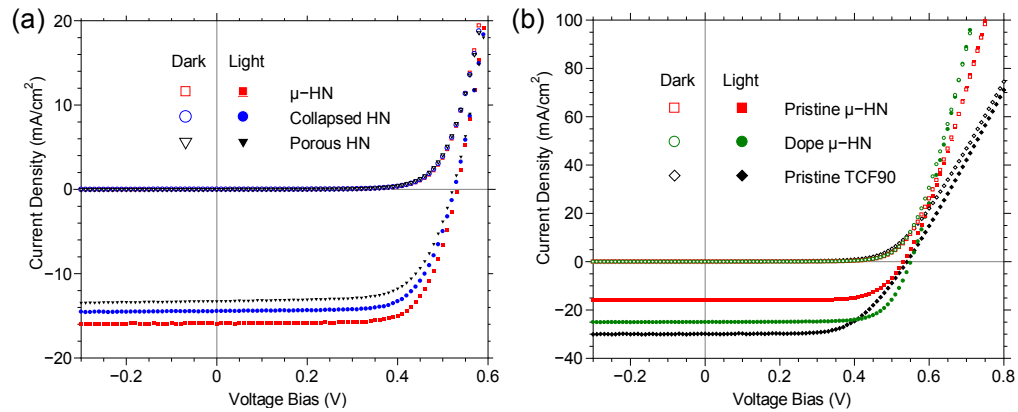 (a)
20
10
0
−10
−20
Current Density (mA/cm²)
−0.2 0 0.2 0.4 0.6
Voltage Bias (V)
Dark Light
μ−HN
Collapsed HN
Porous HN
(b)
100
80
60
40
20
0
−20
−40
Current Density (mA/cm²)
−0.2 0 0.2 0.4 0.6 0.8
Voltage Bias (V)
Dark Light
Pristine μ−HN
Dope μ−HN
Pristine TCF90